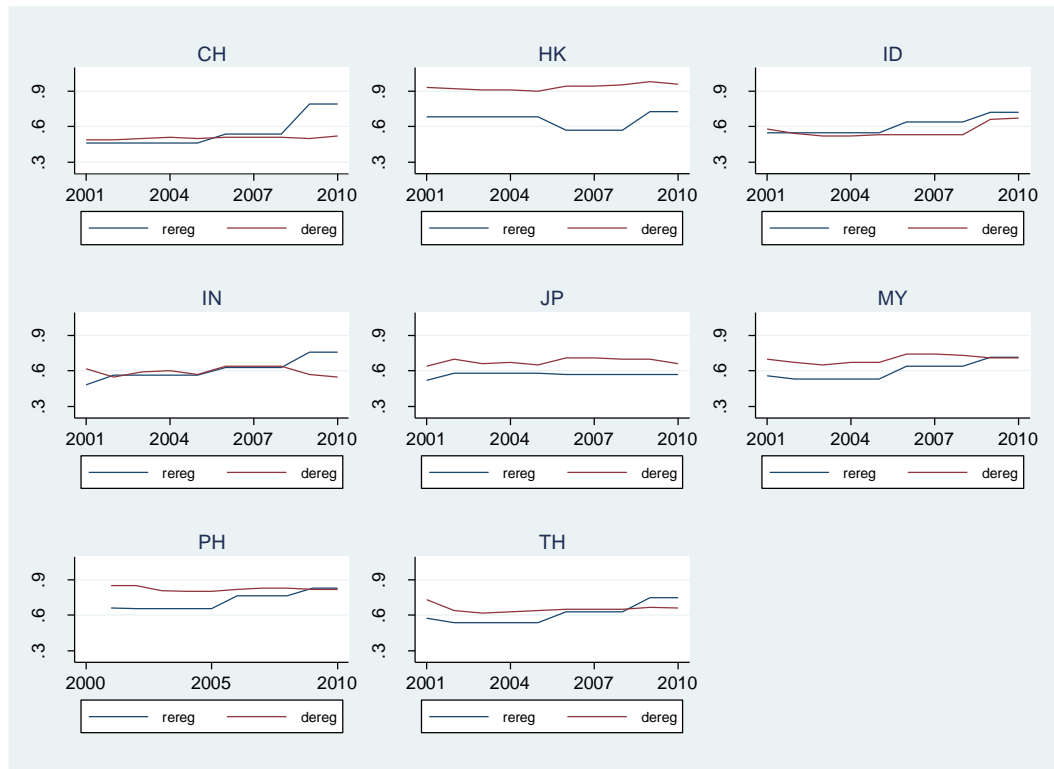 CH HK ID
.9 .9 .9
.6 .6 .6
.3 .3 .3
2001 2004 2007 2010 2001 2004 2007 2010 2001 2004 2007 2010
rereg dereg rereg dereg rereg dereg
IN JP MY
.9 .9 .9
.6 .6 .6
.3 .3 .3
2001 2004 2007 2010 2001 2004 2007 2010 2001 2004 2007 2010
rereg dereg rereg dereg rereg dereg
PH TH
.9 .9
.6 .6
.3 .3
2000 2005 2010 2001 2004 2007 2010
rereg dereg rereg dereg